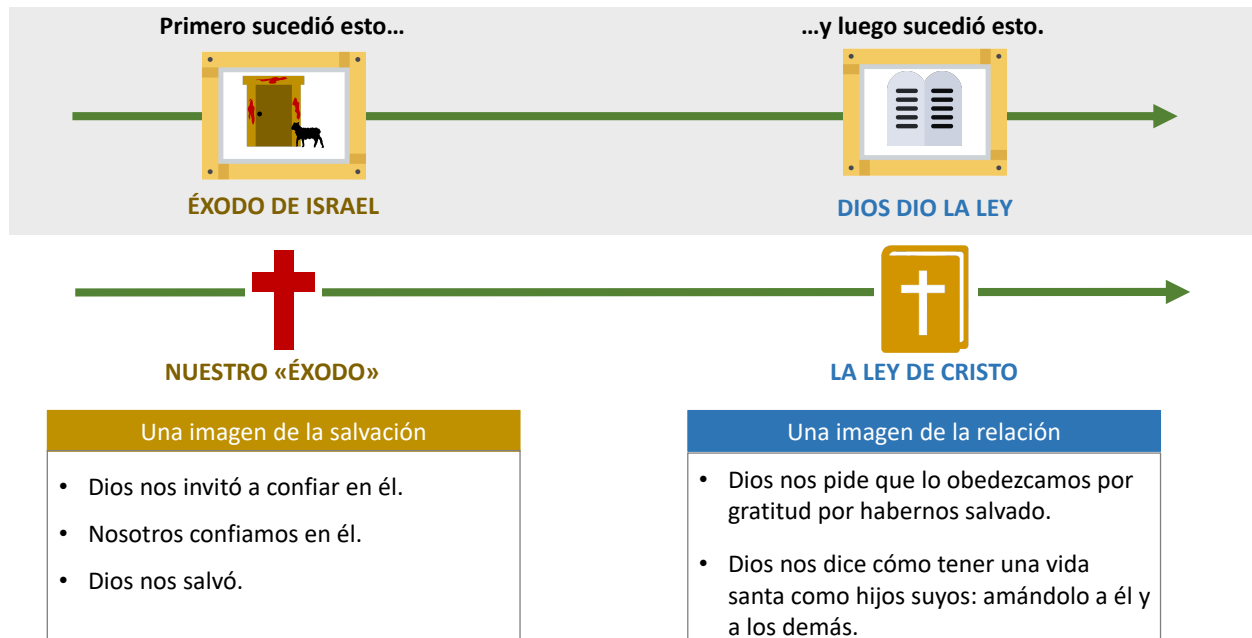 Primero sucedió esto…
…y luego sucedió esto.
ÉXODO DE ISRAEL
DIOS DIO LA LEY
NUESTRO «ÉXODO»
LA LEY DE CRISTO
Una imagen de la salvación
• Dios nos invitó a confiar en él.
• Nosotros confiamos en él.
• Dios nos salvó.
Una imagen de la relación
• Dios nos pide que lo obedezcamos por
gratitud por habernos salvado.
• Dios nos dice cómo tener una vida
santa como hijos suyos: amándolo a él y
a los demás.